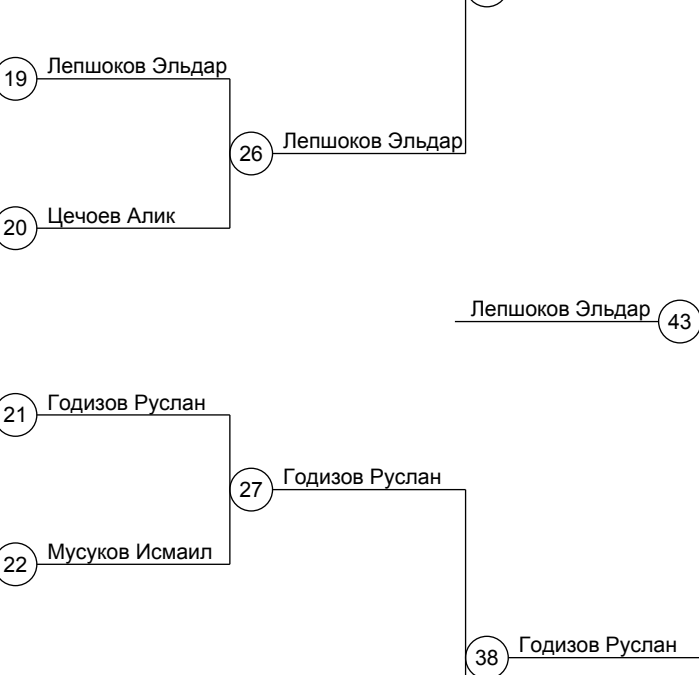 19 Лепшоков Эльдар
26 Лепшоков Эльдар
20 Цечоев Алик
Лепшоков Эльдар 43
21 Годизов Руслан
27 Годизов Руслан
22 Мусуков Исмаил
38 Годизов Руслан